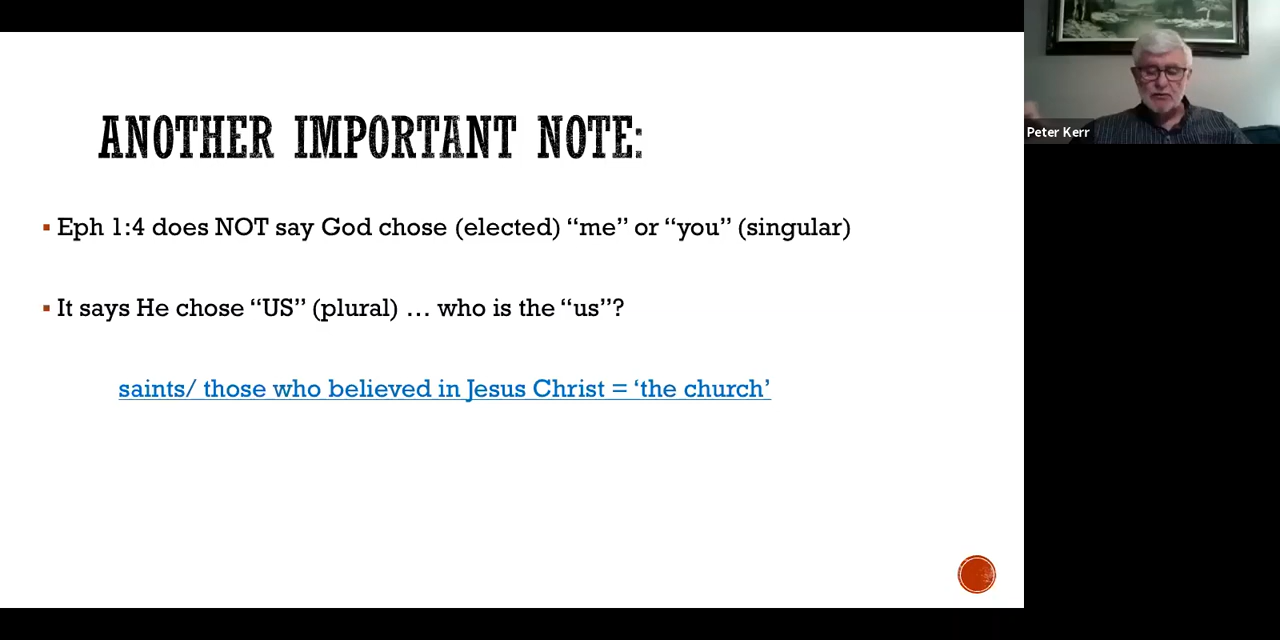 ANOTHER IMPORTANT NOTE:
Peter Kerr
▪ Eph 1:4 does NOT say God chose (elected) “me” or “you” (singular)
▪ It says He chose “US” (plural) … who is the “us”?
saints/ those who believed in Jesus Christ = ‘the church’